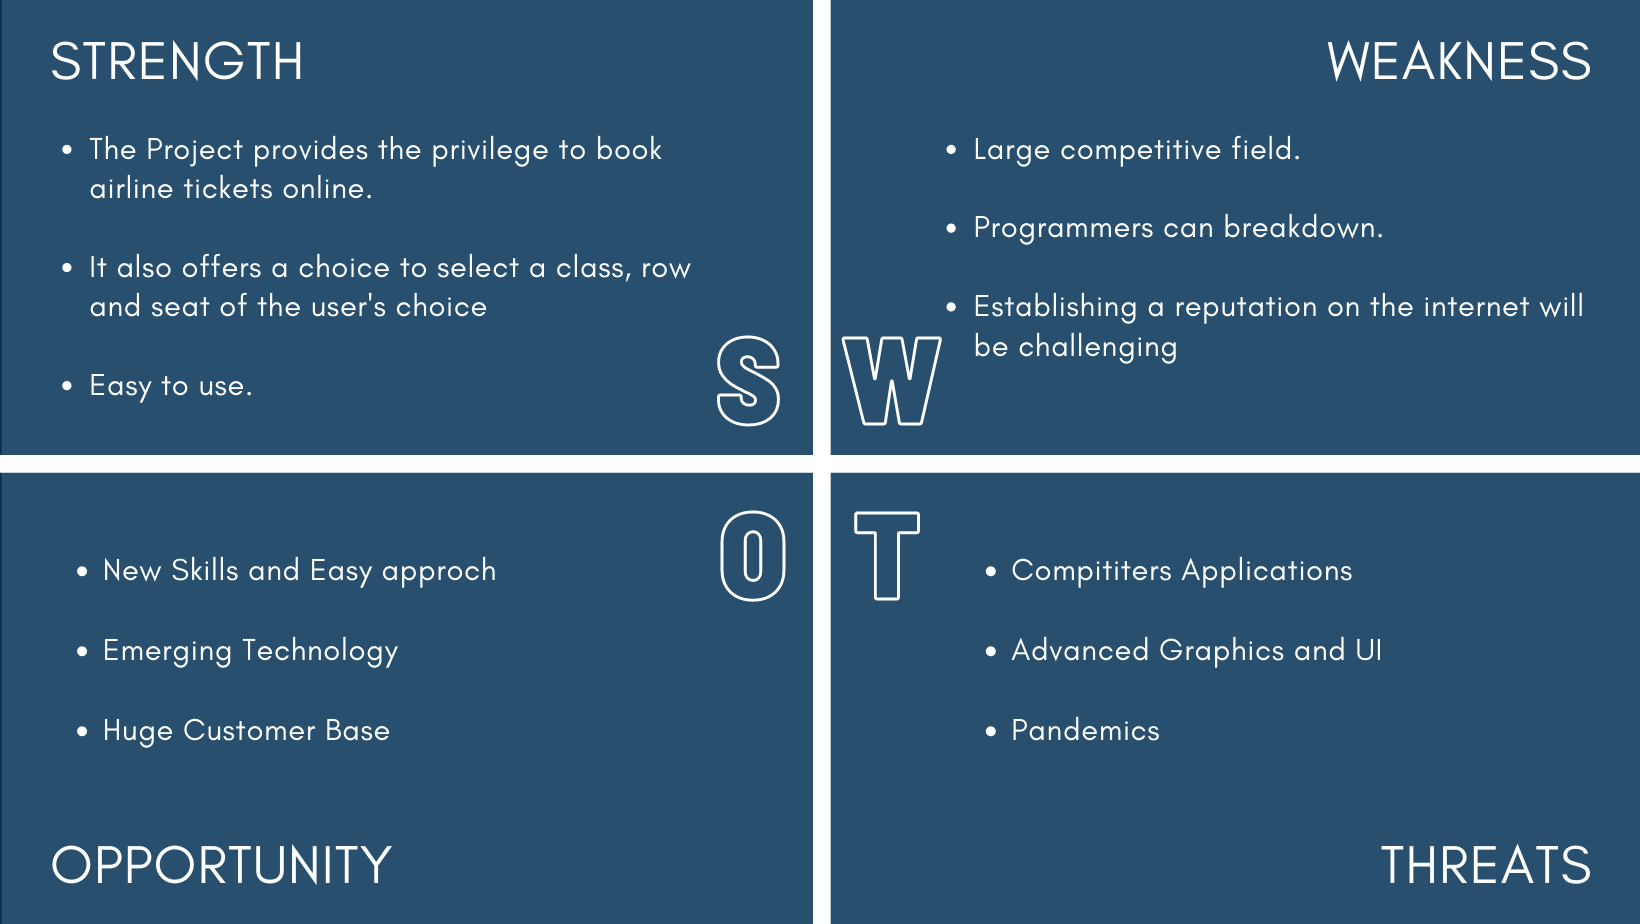 STRENGTH
• The Project provides the privilege to book
airline tickets online.
• It also offers a choice to select a class, row
and seat of the user's choice
• Easy to use.
S
WEAKNESS
• Large competitive field.
• Programmers can breakdown.
• Establishing a reputation on the internet will
be challenging
W
O
• New Skills and Easy approch
• Emerging Technology
• Huge Customer Base
OPPORTUNITY
T
• Compititers Applications
• Advanced Graphics and UI
• Pandemics
THREATS